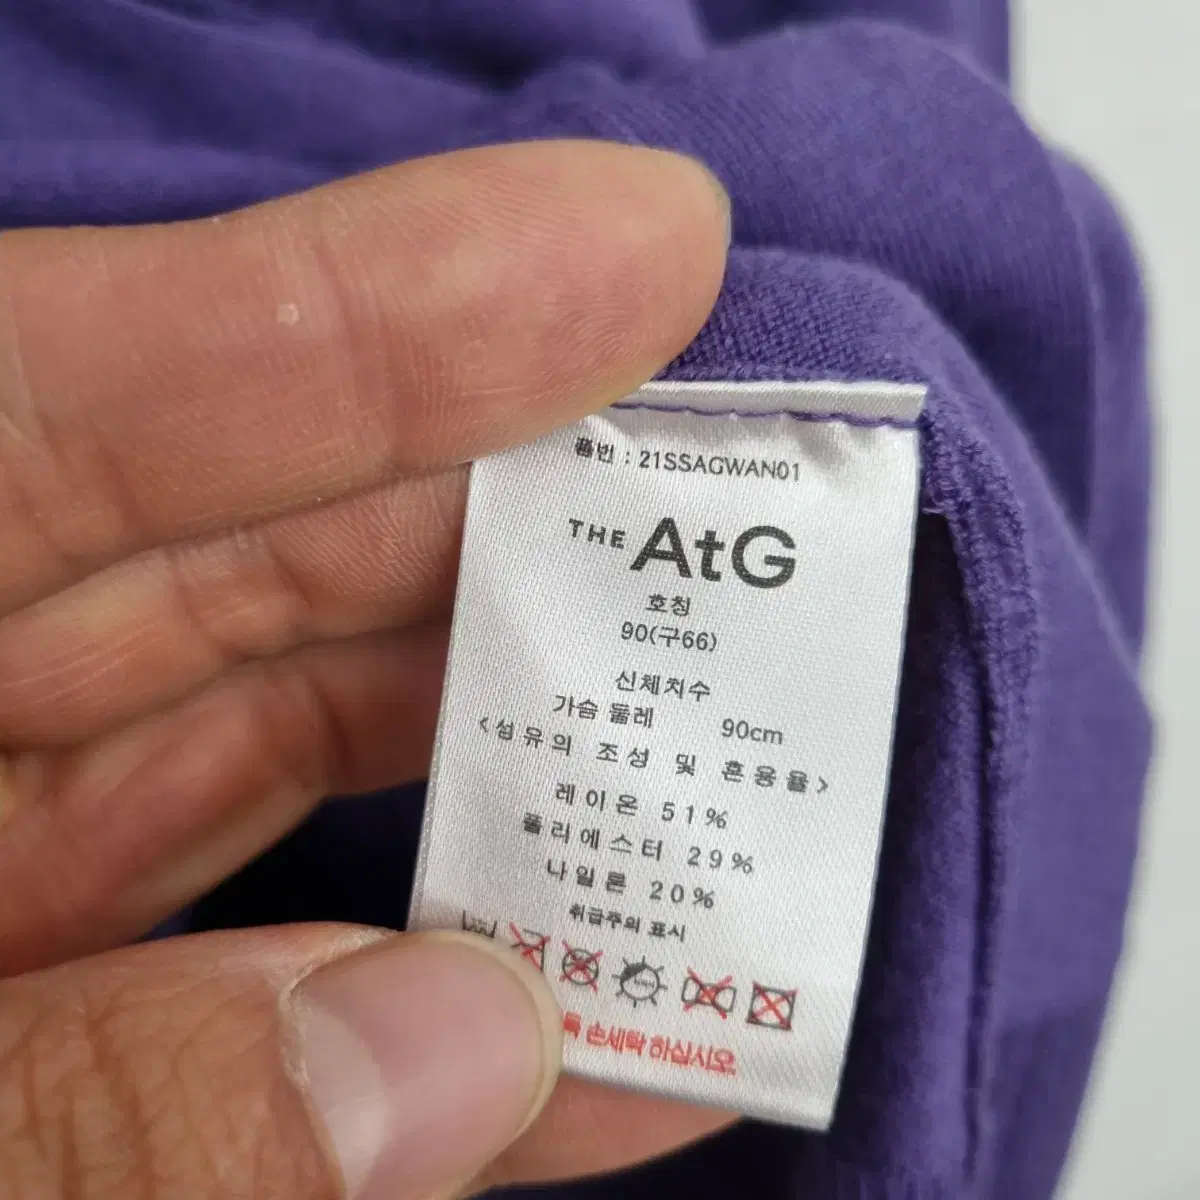 품번 : 21SSAGWAN01
THE AtG
호칭
90(구66)
신체치수
가슴 둘레 90cm
<섬유의 조성 및 혼용율>
레이온 51%
폴리에스터 29%
나일론 20%
취급주의 표시
손세탁 하십시오